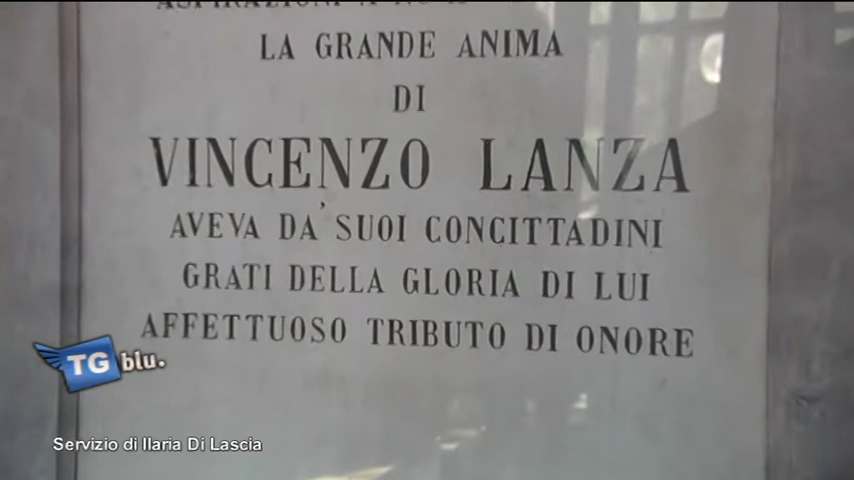 LA GRANDE ANIMA
DI
VINCENZO LANZA
AVEVA DA' SUOI CONCITTADINI
GRATI DELLA GLORIA DI LUI
AFFETTUOSO TRIBUTO DI ONORE
TG blu.
Servizio di Ilaria Di Lascia